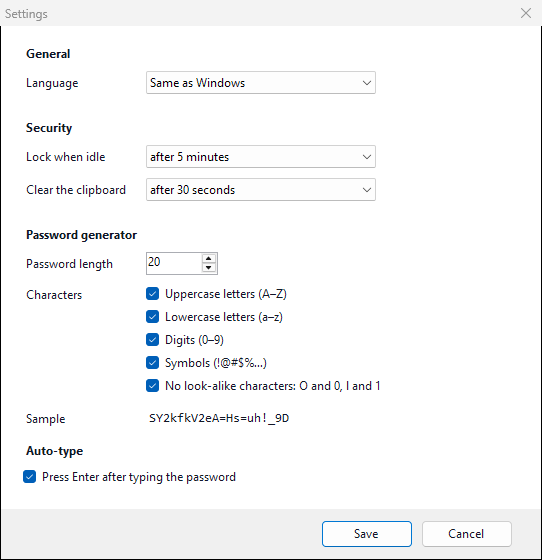 Settings
General
Language Same as Windows
Security
Lock when idle after 5 minutes
Clear the clipboard after 30 seconds
Password generator
Password length 20
Characters Uppercase letters (A–Z)
Lowercase letters (a–z)
Digits (0–9)
Symbols (!@#$%...)
No look-alike characters: O and 0, l and 1
Sample SY2kfkV2eA=Hs=uh!_9D
Auto-type
Press Enter after typing the password
Save Cancel